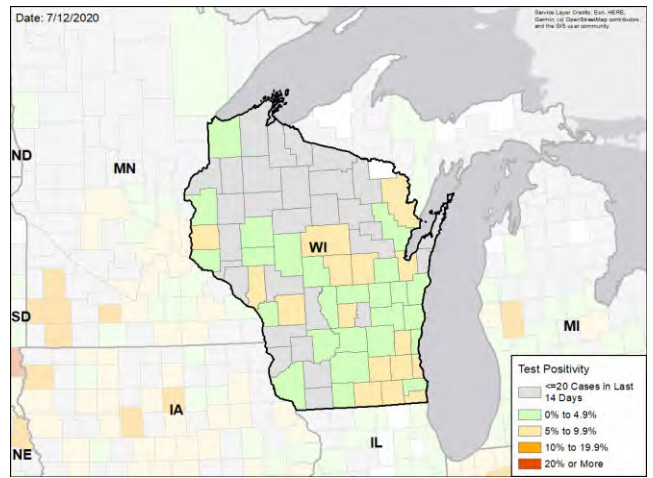 Date: 7/12/2020
Service Layer Credits: Esri, HERE,
Garmin, (c) OpenStreetMap contributors,
and the GIS user community
ND
MN
WI
SD
MI
IA
NE
IL
Test Positivity
<=20 Cases in Last
14 Days
0% to 4.9%
5% to 9.9%
10% to 19.9%
20% or More